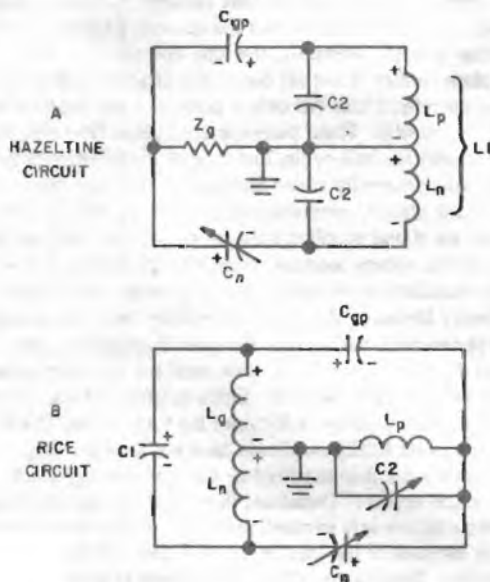 Cgp
- +
C2
+
Lp
A
HAZELTINE
CIRCUIT
Zg
+
L1
C2
Ln
-
+ -
Cn
Cgp
+ -
+
B
RICE
CIRCUIT
C1
+
-
Lg
-
+
Ln
-
Lp
C2
- +
Cn